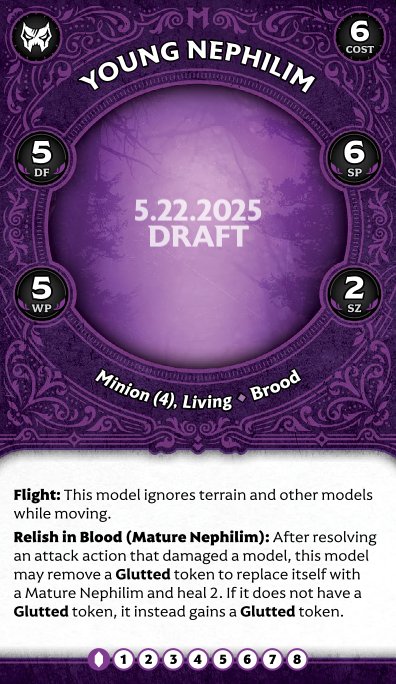 6
COST
YOUNG NEPHILIM
5
DF
6
SP
5.22.2025
DRAFT
5
WP
2
SZ
Minion (4), Living ◆ Brood
Flight: This model ignores terrain and other models
while moving.
Relish in Blood (Mature Nephilim): After resolving
an attack action that damaged a model, this model
may remove a Glutted token to replace itself with
a Mature Nephilim and heal 2. If it does not have a
Glutted token, it instead gains a Glutted token.
1 2 3 4 5 6 7 8